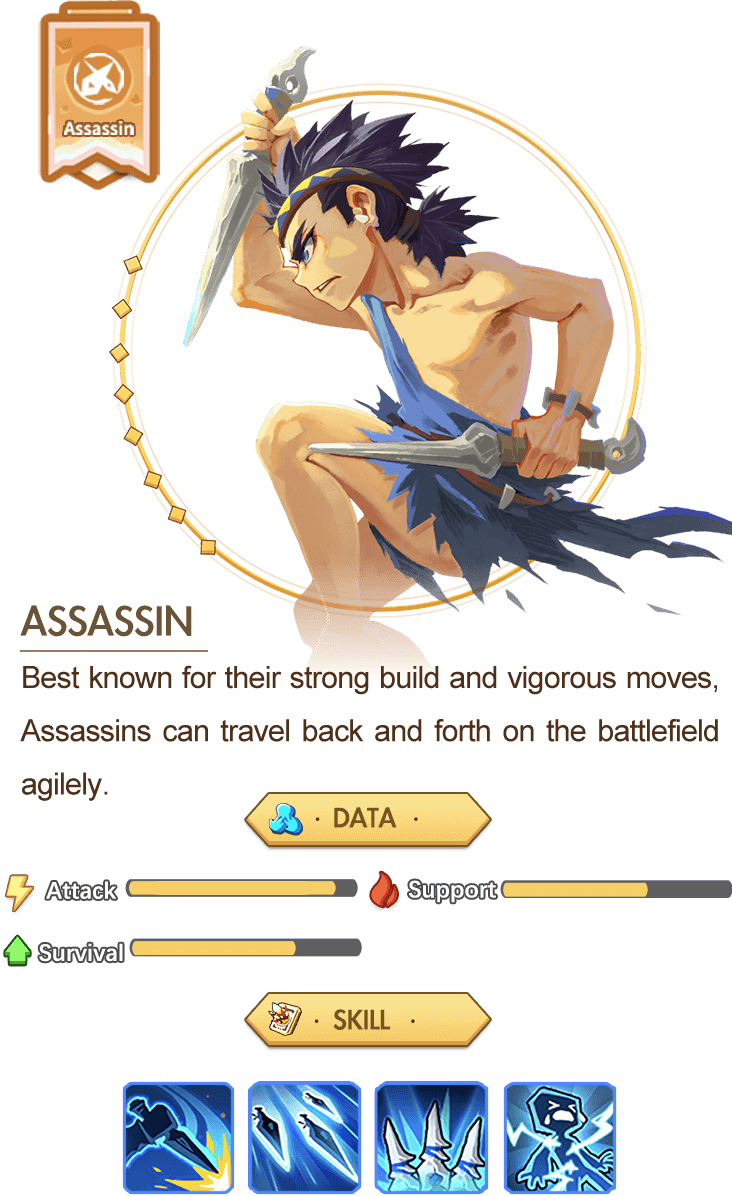 Assassin
ASSASSIN
Best known for their strong build and vigorous moves,
Assassins can travel back and forth on the battlefield
agilely.
· DATA ·
Attack
Support
Survival
· SKILL ·